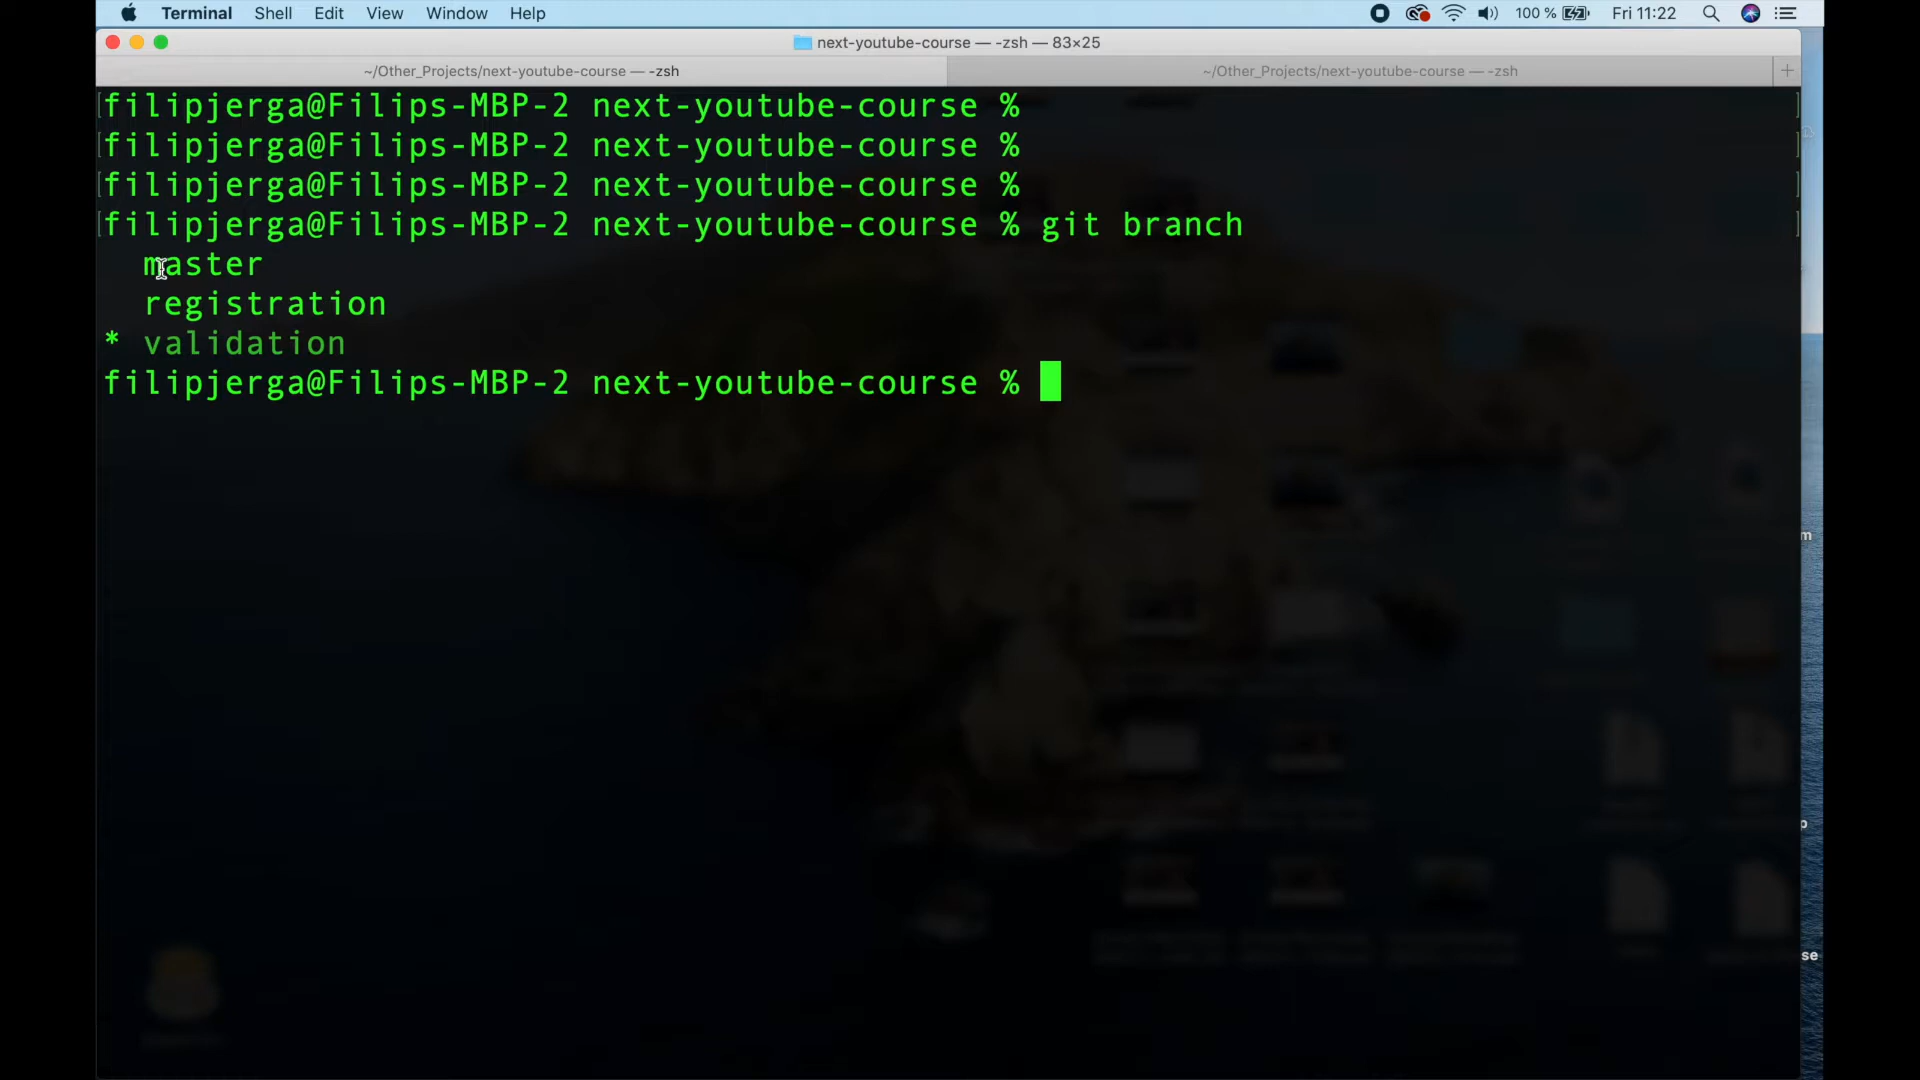 Terminal Shell Edit View Window Help 100 % Fri 11:22
next-youtube-course — -zsh — 83×25
~/Other_Projects/next-youtube-course — -zsh ~/Other_Projects/next-youtube-course — -zsh
filipjerga@Filips-MBP-2 next-youtube-course %
filipjerga@Filips-MBP-2 next-youtube-course %
filipjerga@Filips-MBP-2 next-youtube-course %
filipjerga@Filips-MBP-2 next-youtube-course % git branch
master
registration
* validation
filipjerga@Filips-MBP-2 next-youtube-course %
m
p
se